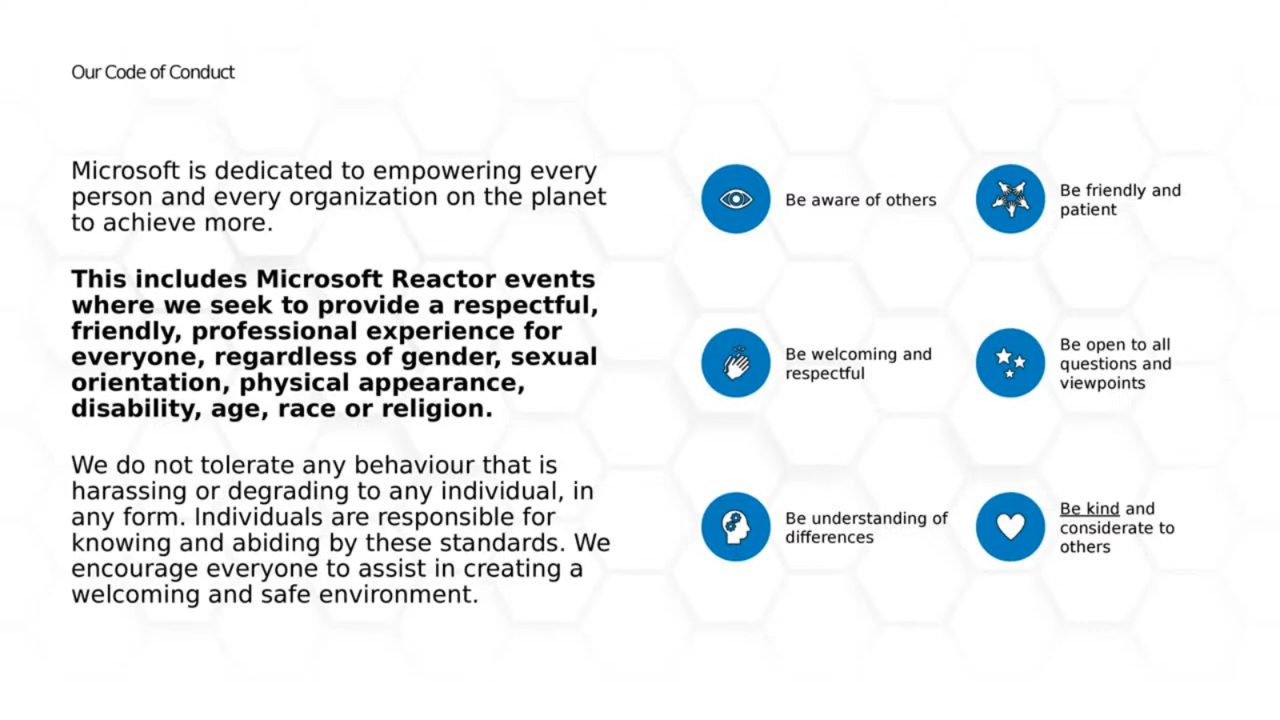 Our Code of Conduct
Microsoft is dedicated to empowering every
person and every organization on the planet
to achieve more.
This includes Microsoft Reactor events
where we seek to provide a respectful,
friendly, professional experience for
everyone, regardless of gender, sexual
orientation, physical appearance,
disability, age, race or religion.
We do not tolerate any behaviour that is
harassing or degrading to any individual, in
any form. Individuals are responsible for
knowing and abiding by these standards. We
encourage everyone to assist in creating a
welcoming and safe environment.
Be aware of others
Be friendly and
patient
Be welcoming and
respectful
Be open to all
questions and
viewpoints
Be understanding of
differences
Be kind and
considerate to
others